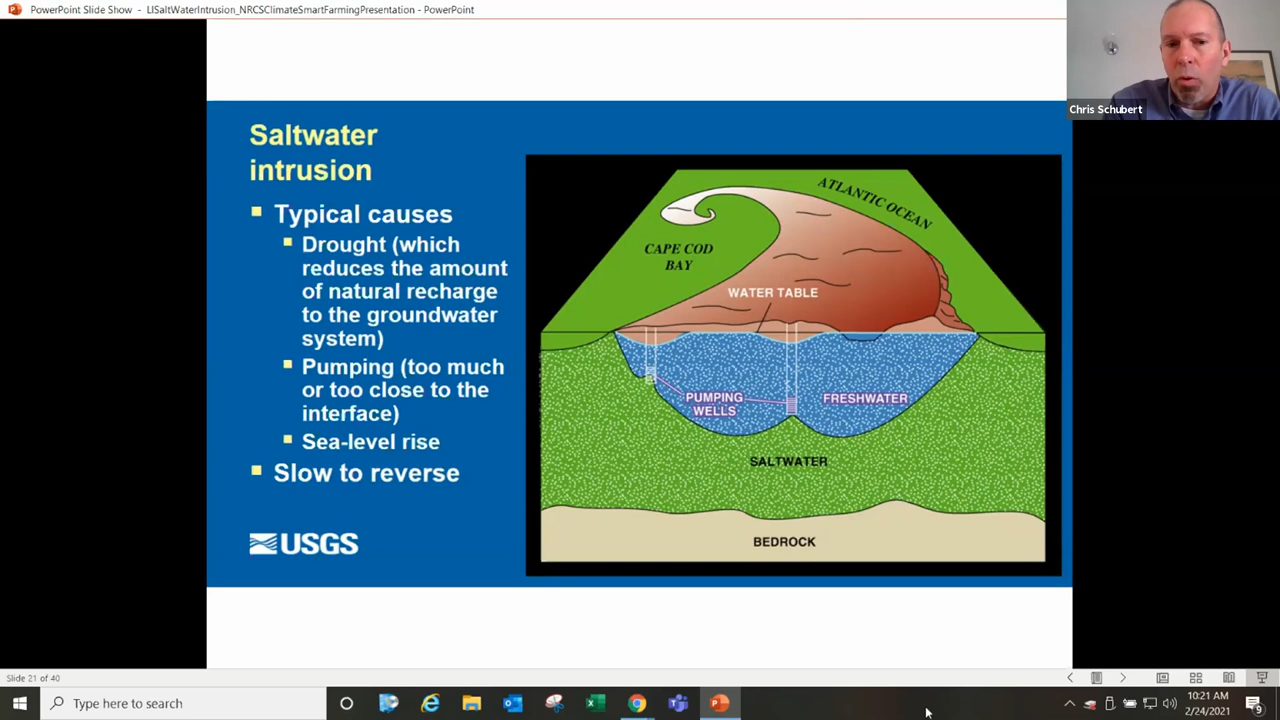 PowerPoint Slide Show - LISaltWaterIntrusion_NRCSClimateSmartFarmingPresentation - PowerPoint
Chris Schubert
Saltwater
intrusion
Typical causes
Drought (which
reduces the amount
of natural recharge
to the groundwater
system)
Pumping (too much
or too close to the
interface)
Sea-level rise
Slow to reverse
USGS
ATLANTIC OCEAN
CAPE COD
BAY
WATER TABLE
PUMPING
WELLS
FRESHWATER
SALTWATER
BEDROCK
Slide 21 of 40
Type here to search
10:21 AM
2/24/2021
9